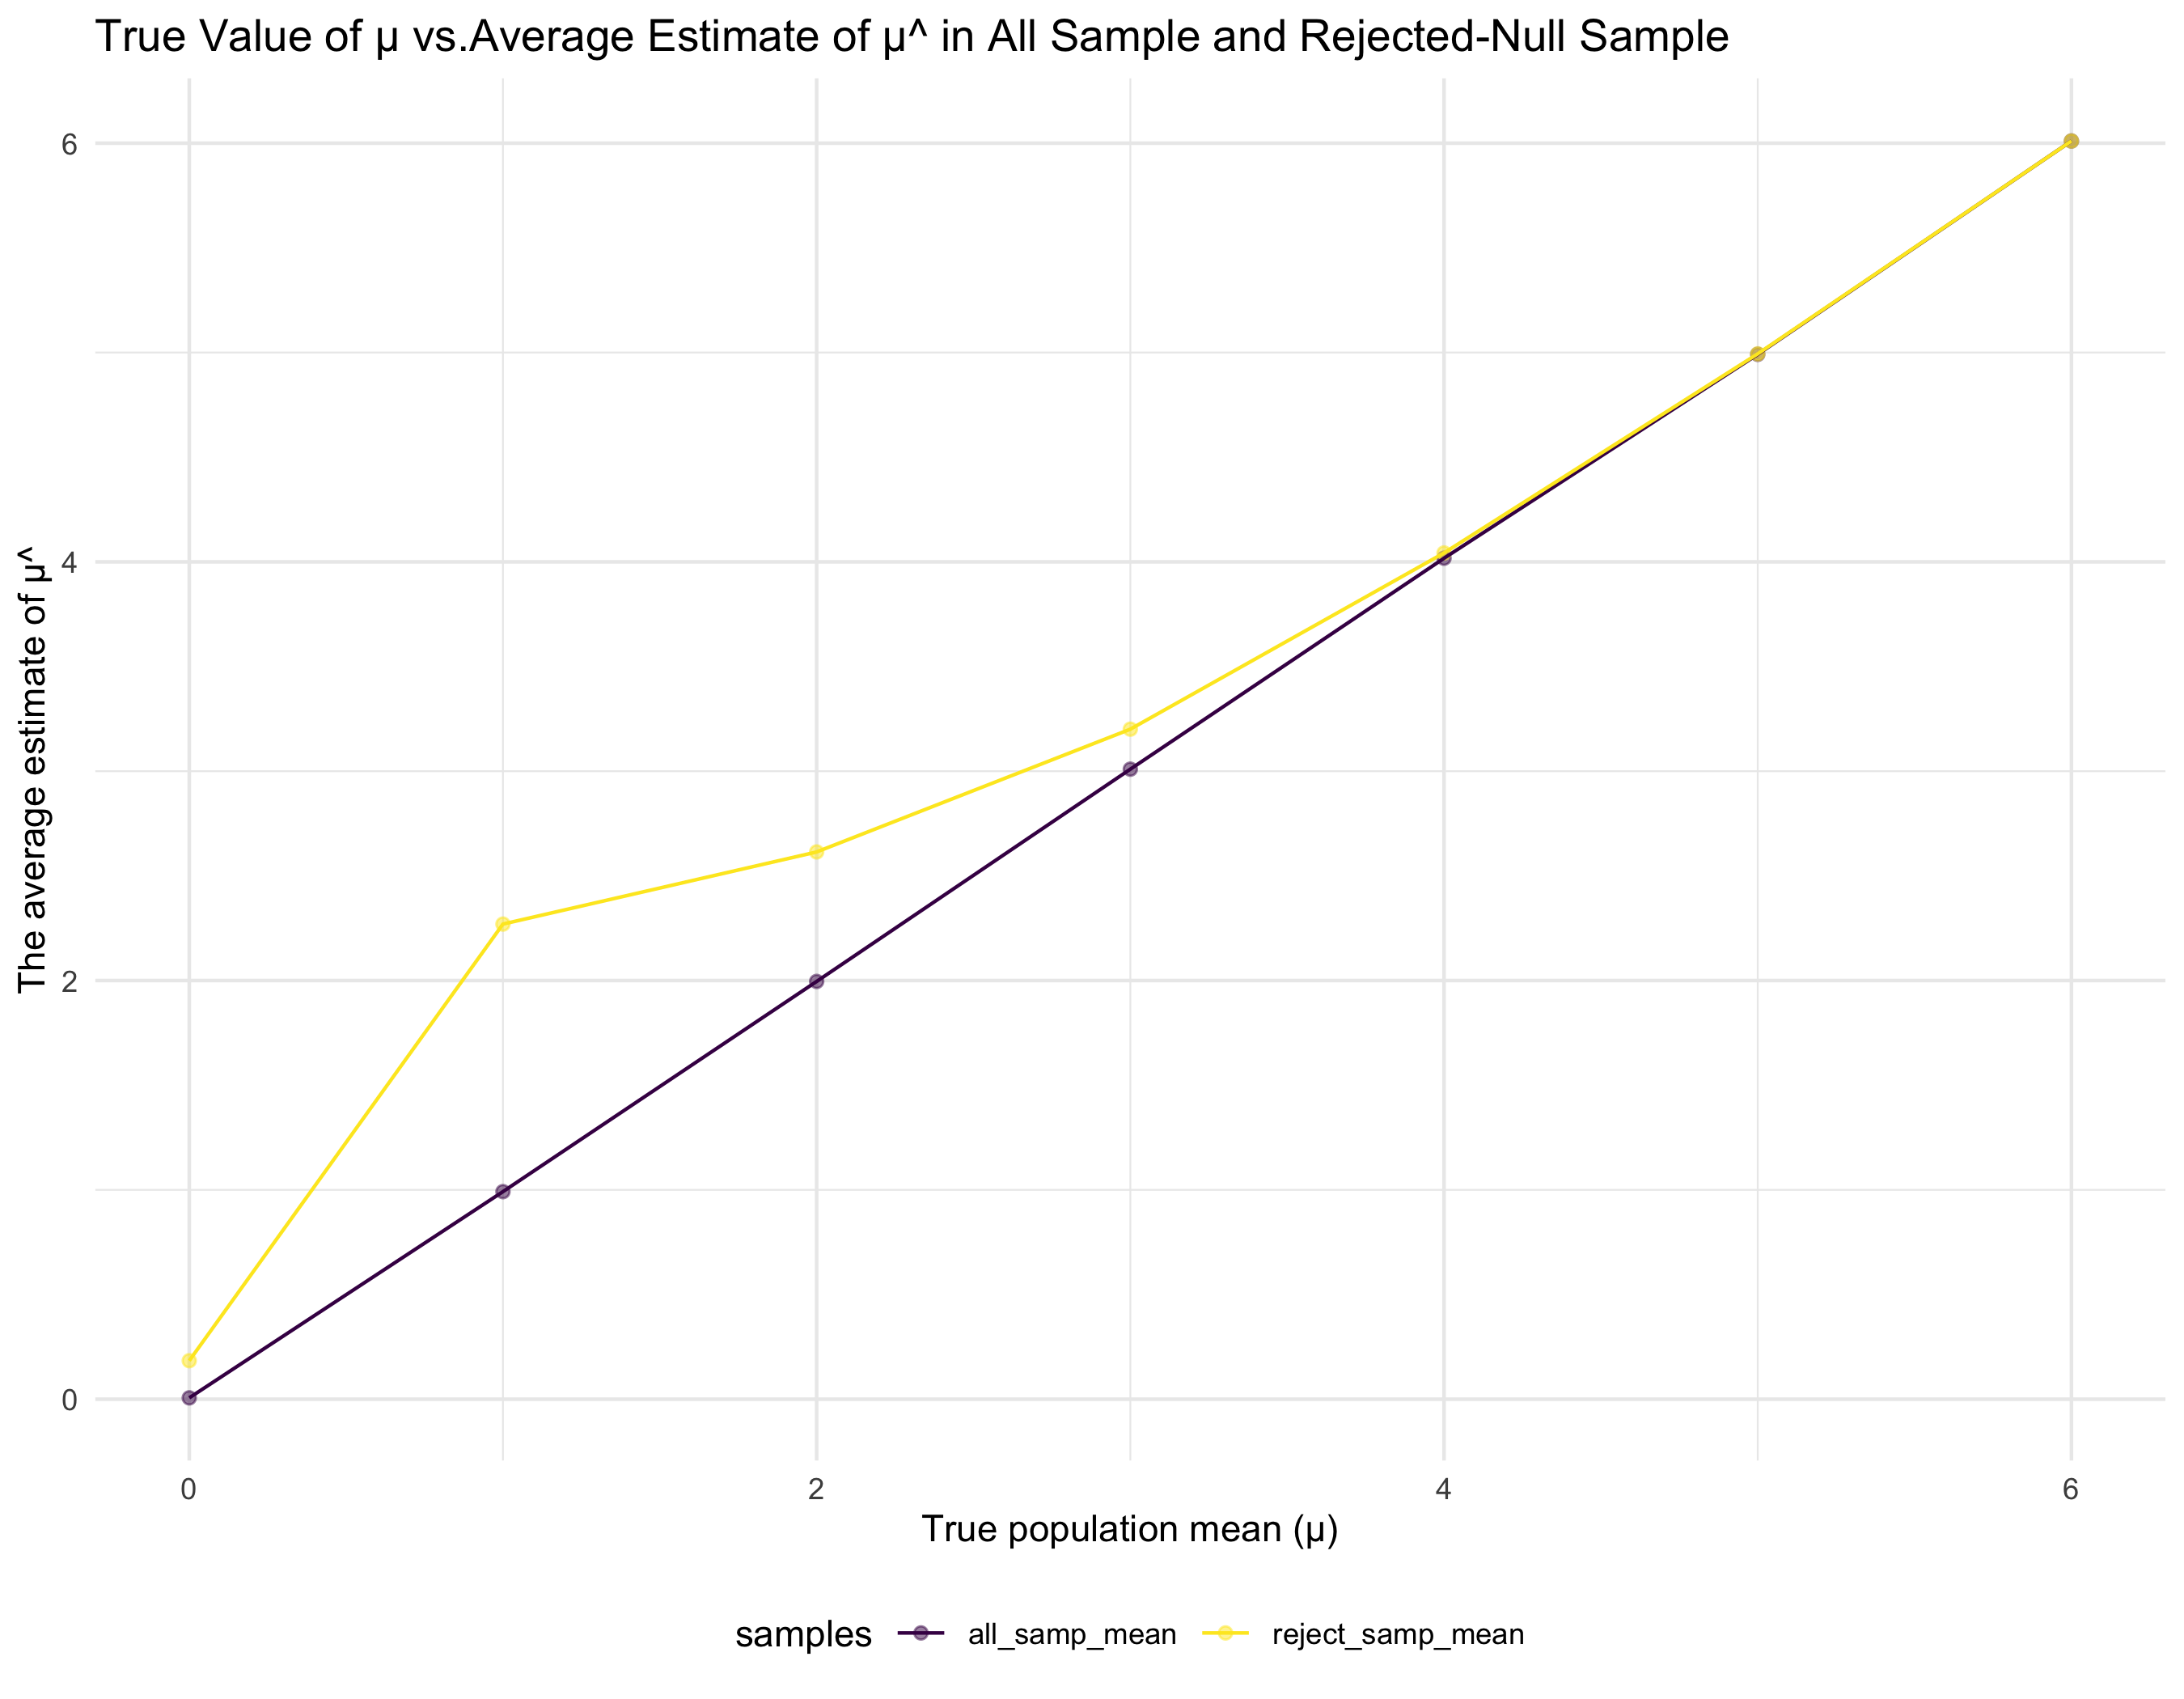 True Value of μ vs.Average Estimate of μ^ in All Sample and Rejected-Null Sample
The average estimate of μ^
6
4
2
0
0 2 4 6
True population mean (μ)
samples all_samp_mean reject_samp_mean